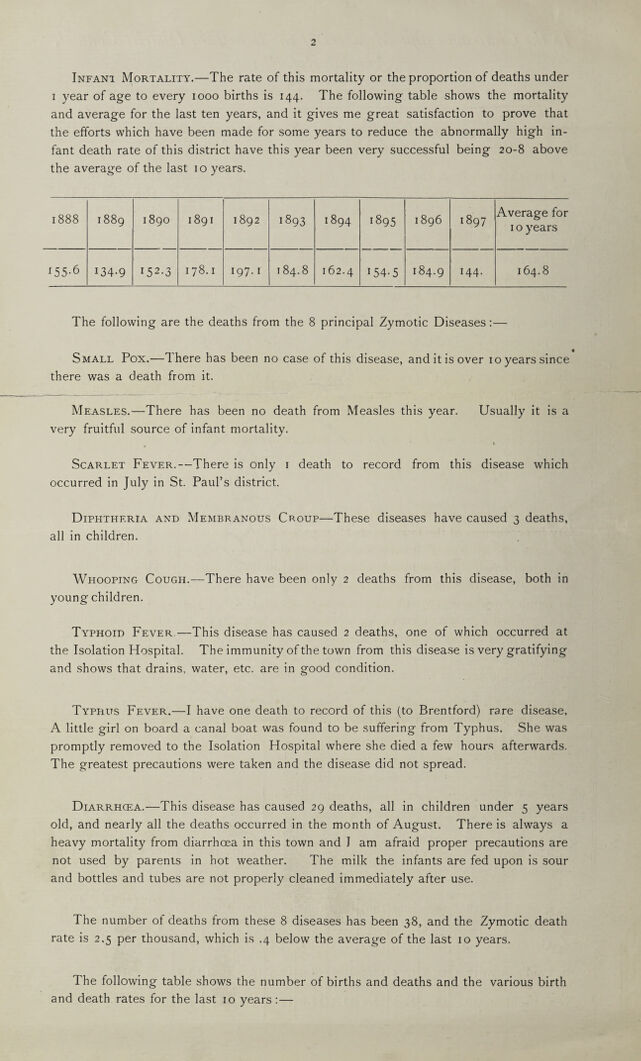 2
INFANT MORTALITY.—The rate of this mortality or the proportion of deaths under
1 year of age to every 1000 births is 144. The following table shows the mortality
and average for the last ten years, and it gives me great satisfaction to prove that
the efforts which have been made for some years to reduce the abnormally high in-
fant death rate of this district have this year been very successful being 20-8 above
the average of the last 10 years.
1888 1889 1890 1891 1892 1893 1894 1895 1896 1897 Average for
10 years
155.6 134.9 152.3 178.1 197.1 184.8 162.4 154.5 184.9 144. 164.8
The following are the deaths from the 8 principal Zymotic Diseases:—
SMALL POX.—There has been no case of this disease, and it is over 10 years since
there was a death from it.
MEASLES.—There has been no death from Measles this year. Usually it is a
very fruitful source of infant mortality.
SCARLET FEVER.—There is only 1 death to record from this disease which
occurred in July in St. Paul's district.
DIPHTHERIA AND MEMBRANOUS CROUP—These diseases have caused 3 deaths,
all in children.
WHOOPING COUGH.—There have been only 2 deaths from this disease, both in
young children.
TYPHOID FEVER.—This disease has caused 2 deaths, one of which occurred at
the Isolation Hospital. The immunity of the town from this disease is very gratifying
and shows that drains, water, etc. are in good condition.
TYPHUS FEVER.—I have one death to record of this (to Brentford) rare disease,
A little girl on board a canal boat was found to be suffering from Typhus. She was
promptly removed to the Isolation Hospital where she died a few hours afterwards.
The greatest precautions were taken and the disease did not spread.
DIARRHŒA.—This disease has caused 29 deaths, all in children under 5 years
old, and nearly all the deaths occurred in the month of August. There is always a
heavy mortality from diarrhœa in this town and I am afraid proper precautions are
not used by parents in hot weather. The milk the infants are fed upon is sour
and bottles and tubes are not properly cleaned immediately after use.
The number of deaths from these 8 diseases has been 38, and the Zymotic death
rate is 2.5 per thousand, which is .4 below the average of the last 10 years.
The following table shows the number of births and deaths and the various birth
and death rates for the last 10 years:—